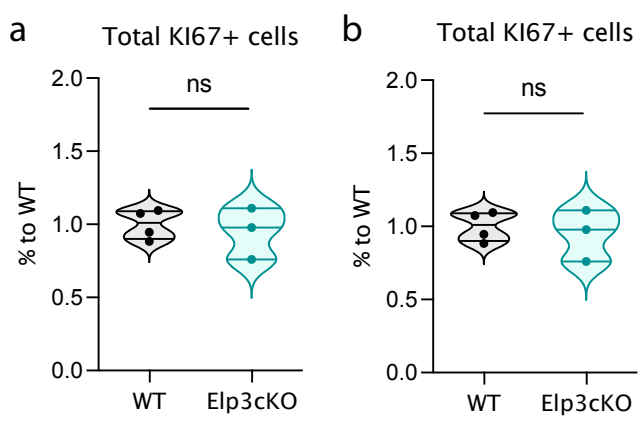 a
Total KI67+ cells
2.0
1.5
1.0
0.5
0.0
% to WT
ns
WT
Elp3cKO
b
Total KI67+ cells
2.0
1.5
1.0
0.5
0.0
% to WT
ns
WT
Elp3cKO